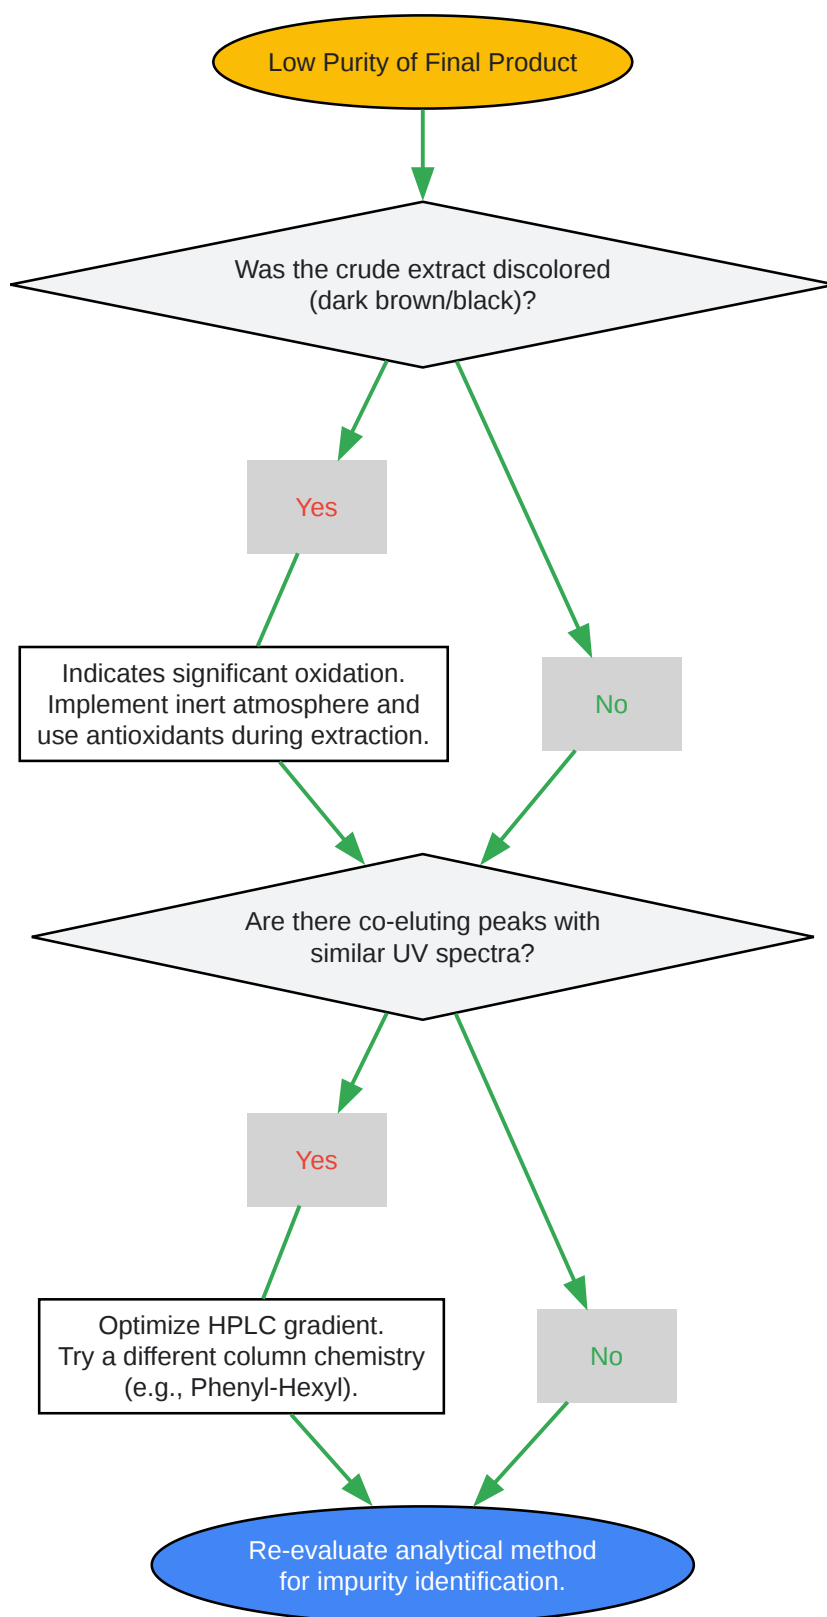 Low Purity of Final Product
Was the crude extract discolored
(dark brown/black)?
Yes
Indicates significant oxidation.
Implement inert atmosphere and
use antioxidants during extraction.
No
Are there co-eluting peaks with
similar UV spectra?
Yes
Optimize HPLC gradient.
Try a different column chemistry
(e.g., Phenyl-Hexyl).
No
Re-evaluate analytical method
for impurity identification.